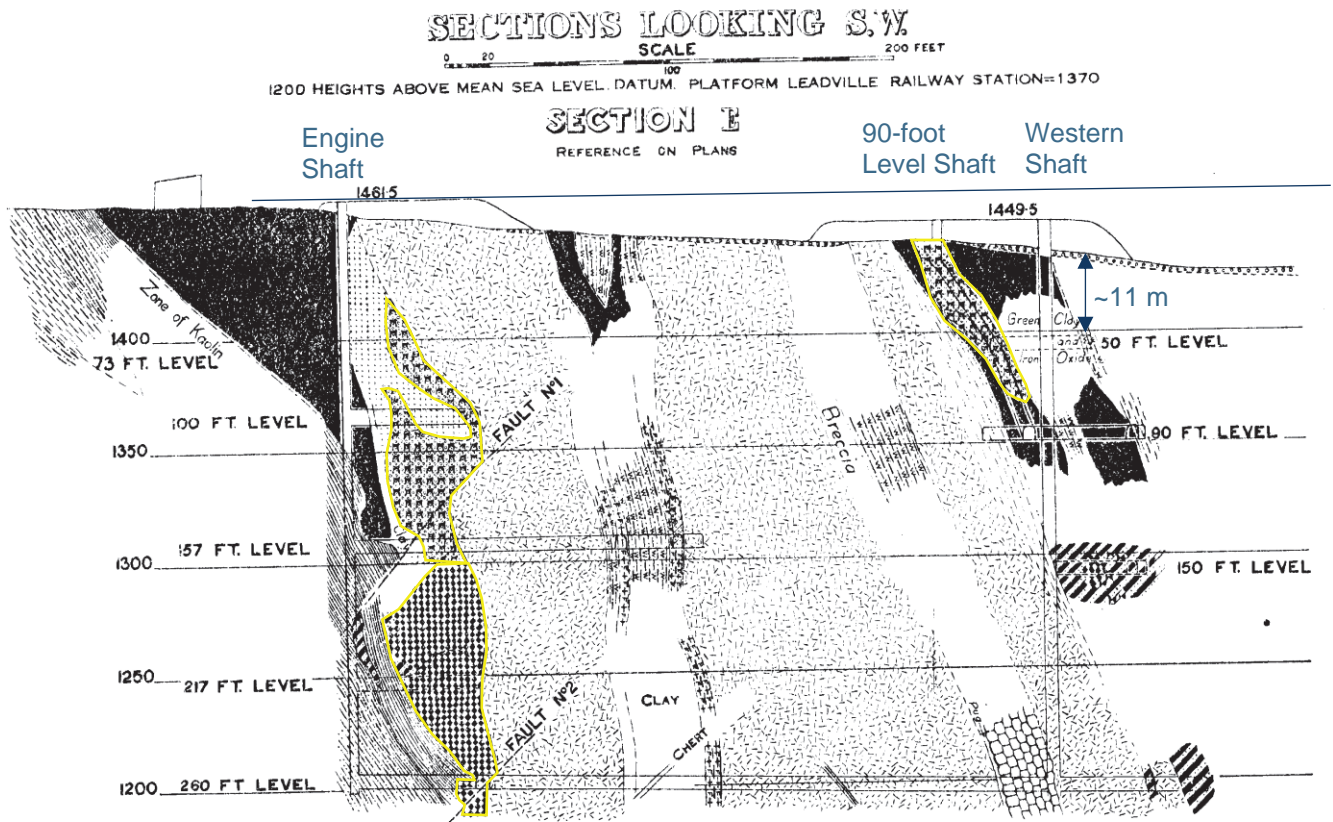 SECTIONS LOOKING S.W.
SCALE
0 20 100 200 FEET
1200 HEIGHTS ABOVE MEAN SEA LEVEL. DATUM. PLATFORM LEADVILLE RAILWAY STATION=1370
SECTION E
REFERENCE ON PLANS
Engine
Shaft
90-foot
Level Shaft
Western
Shaft
1461·5
1449·5
Zone of Kaolin
~11 m
Green Clay
and
Iron Oxide
1400
73 FT. LEVEL
50 FT. LEVEL
100 FT. LEVEL
FAULT Nº1
Breccia
90 FT. LEVEL
1350
Clay
157 FT. LEVEL
1300
150 FT. LEVEL
1250
217 FT. LEVEL
FAULT Nº2
CLAY
CHERT
Pug
1200
260 FT. LEVEL